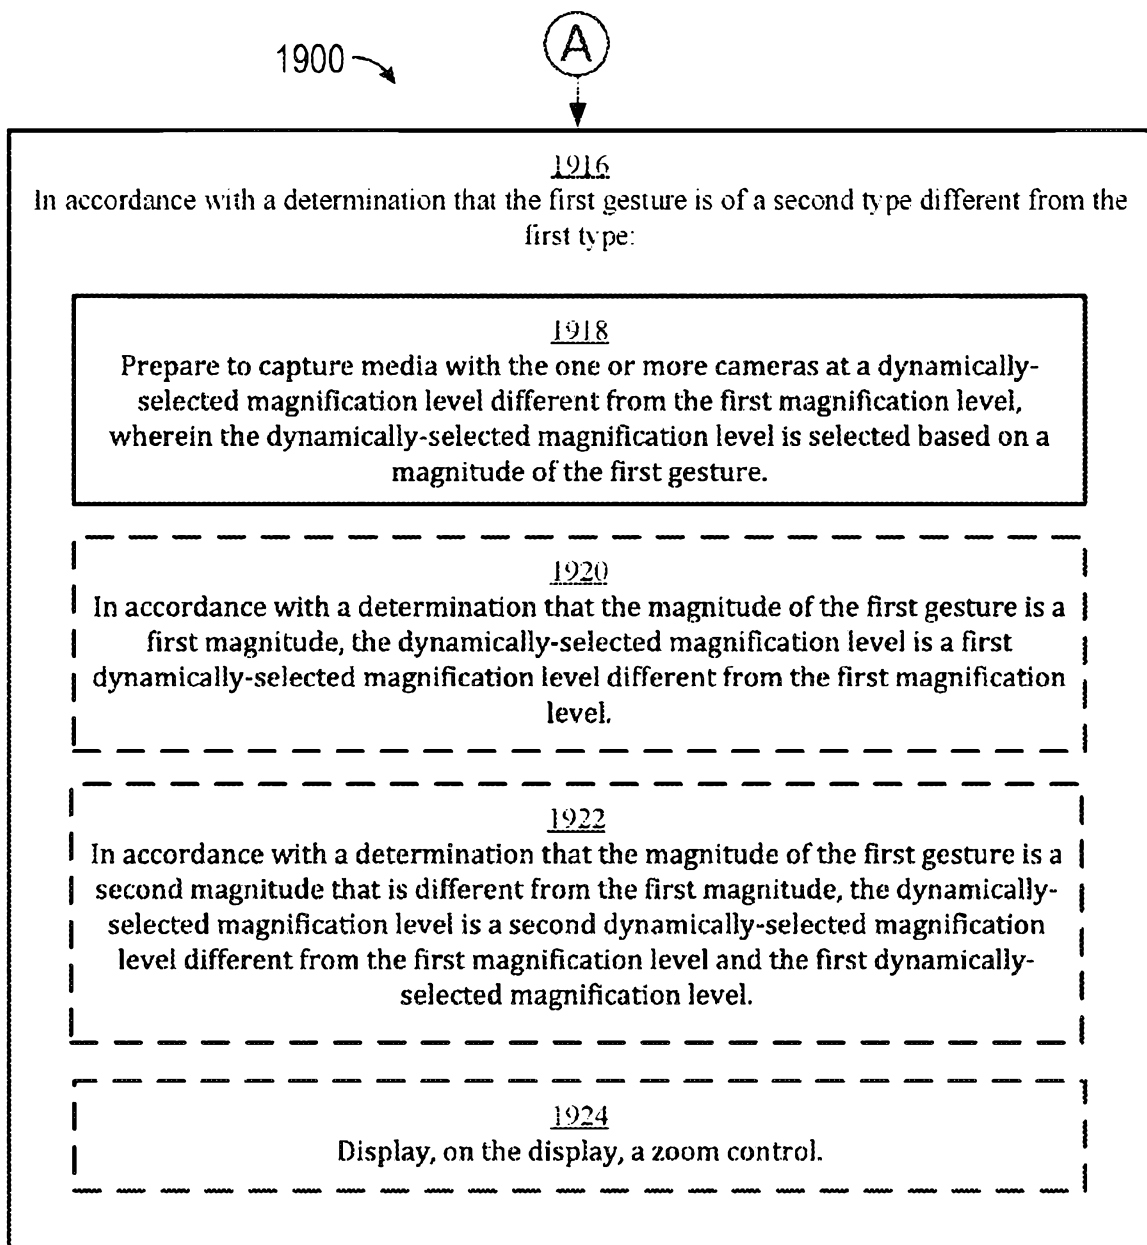 A
1900
1916
In accordance with a determination that the first gesture is of a second type different from the
first type:
1918
Prepare to capture media with the one or more cameras at a dynamically-
selected magnification level different from the first magnification level,
wherein the dynamically-selected magnification level is selected based on a
magnitude of the first gesture.
1920
In accordance with a determination that the magnitude of the first gesture is a
first magnitude, the dynamically-selected magnification level is a first
dynamically-selected magnification level different from the first magnification
level.
1922
In accordance with a determination that the magnitude of the first gesture is a
second magnitude that is different from the first magnitude, the dynamically-
selected magnification level is a second dynamically-selected magnification
level different from the first magnification level and the first dynamically-
selected magnification level.
1924
Display, on the display, a zoom control.